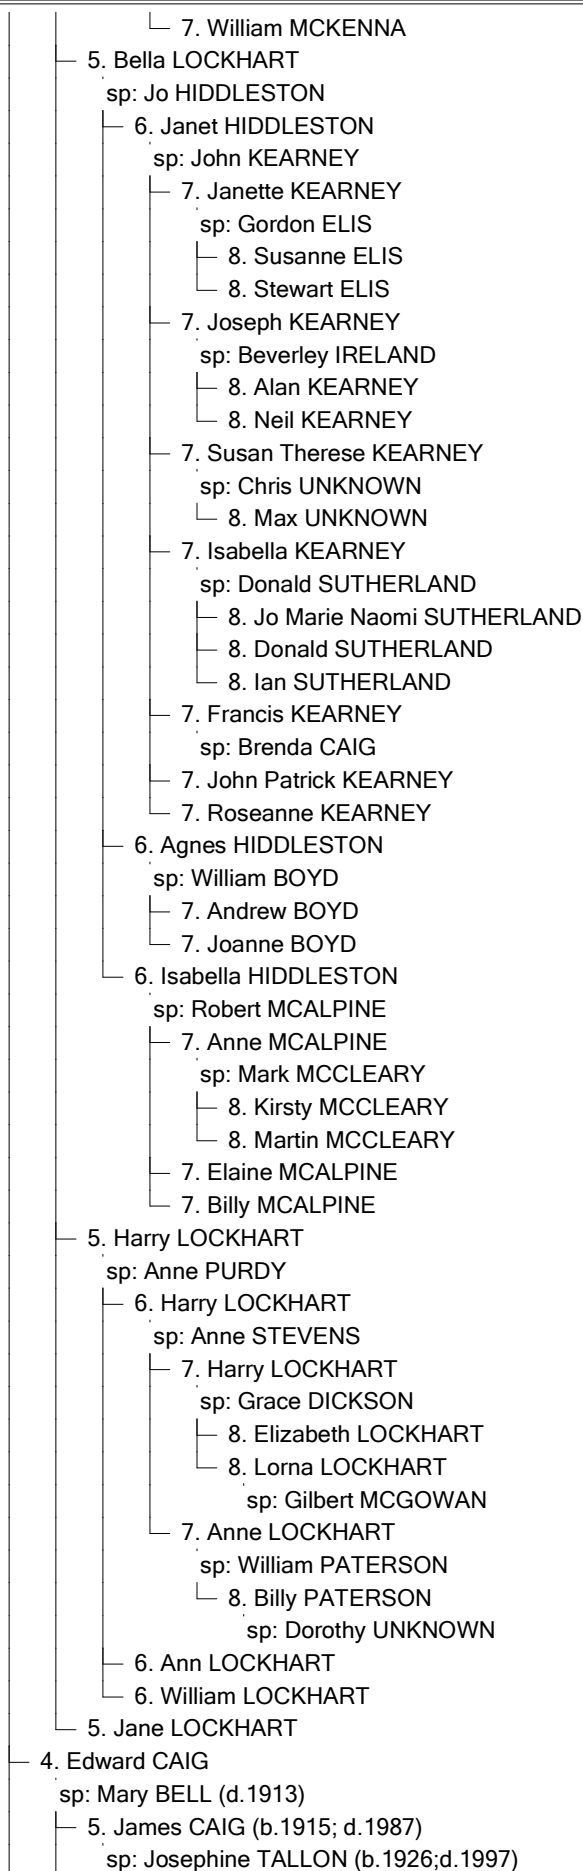 7. William MCKENNA
5. Bella LOCKHART
sp: Jo HIDDLESTON
6. Janet HIDDLESTON
sp: John KEARNEY
7. Janette KEARNEY
sp: Gordon ELIS
8. Susanne ELIS
8. Stewart ELIS
7. Joseph KEARNEY
sp: Beverley IRELAND
8. Alan KEARNEY
8. Neil KEARNEY
7. Susan Therese KEARNEY
sp: Chris UNKNOWN
8. Max UNKNOWN
7. Isabella KEARNEY
sp: Donald SUTHERLAND
8. Jo Marie Naomi SUTHERLAND
8. Donald SUTHERLAND
8. Ian SUTHERLAND
7. Francis KEARNEY
sp: Brenda CAIG
7. John Patrick KEARNEY
7. Roseanne KEARNEY
6. Agnes HIDDLESTON
sp: William BOYD
7. Andrew BOYD
7. Joanne BOYD
6. Isabella HIDDLESTON
sp: Robert MCALPINE
7. Anne MCALPINE
sp: Mark MCCLEARY
8. Kirsty MCCLEARY
8. Martin MCCLEARY
7. Elaine MCALPINE
7. Billy MCALPINE
5. Harry LOCKHART
sp: Anne PURDY
6. Harry LOCKHART
sp: Anne STEVENS
7. Harry LOCKHART
sp: Grace DICKSON
8. Elizabeth LOCKHART
8. Lorna LOCKHART
sp: Gilbert MCGOWAN
7. Anne LOCKHART
sp: William PATERSON
8. Billy PATERSON
sp: Dorothy UNKNOWN
6. Ann LOCKHART
6. William LOCKHART
5. Jane LOCKHART
4. Edward CAIG
sp: Mary BELL (d.1913)
5. James CAIG (b.1915; d.1987)
sp: Josephine TALLON (b.1926;d.1997)